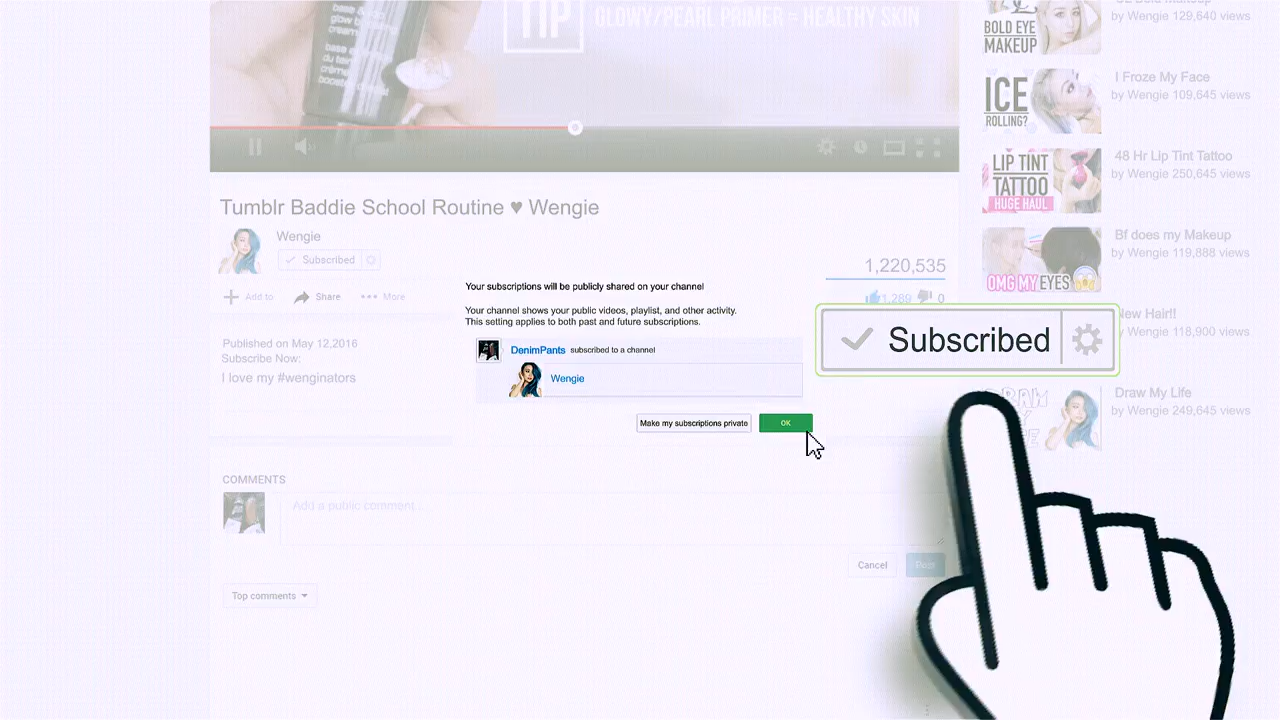 TIP
GLOWY/PEARL PRIMER = HEALTHY SKIN
Tumblr Baddie School Routine ♥ Wengie
Wengie
Subscribed
Add to
Share
More
1,220,535
1,289
0
Published on May 12,2016
Subscribe Now:
I love my #wenginators
Your subscriptions will be publicly shared on your channel
Your channel shows your public videos, playlist, and other activity.
This setting applies to both past and future subscriptions.
DenimPants subscribed to a channel
Wengie
Make my subscriptions private
OK
Subscribed
COMMENTS
Add a public comment...
Cancel
Post
Top comments
BOLD EYE
MAKEUP
by Wengie 129,640 views
ICE
ROLLING?
I Froze My Face
by Wengie 109,645 views
LIP TINT
TATTOO
HUGE HAUL
48 Hr Lip Tint Tattoo
by Wengie 250,645 views
OMG MY EYES
Bf does my Makeup
by Wengie 119,888 views
New Hair!!
by Wengie 118,900 views
DRAW
MY
Draw My Life
by Wengie 249,645 views